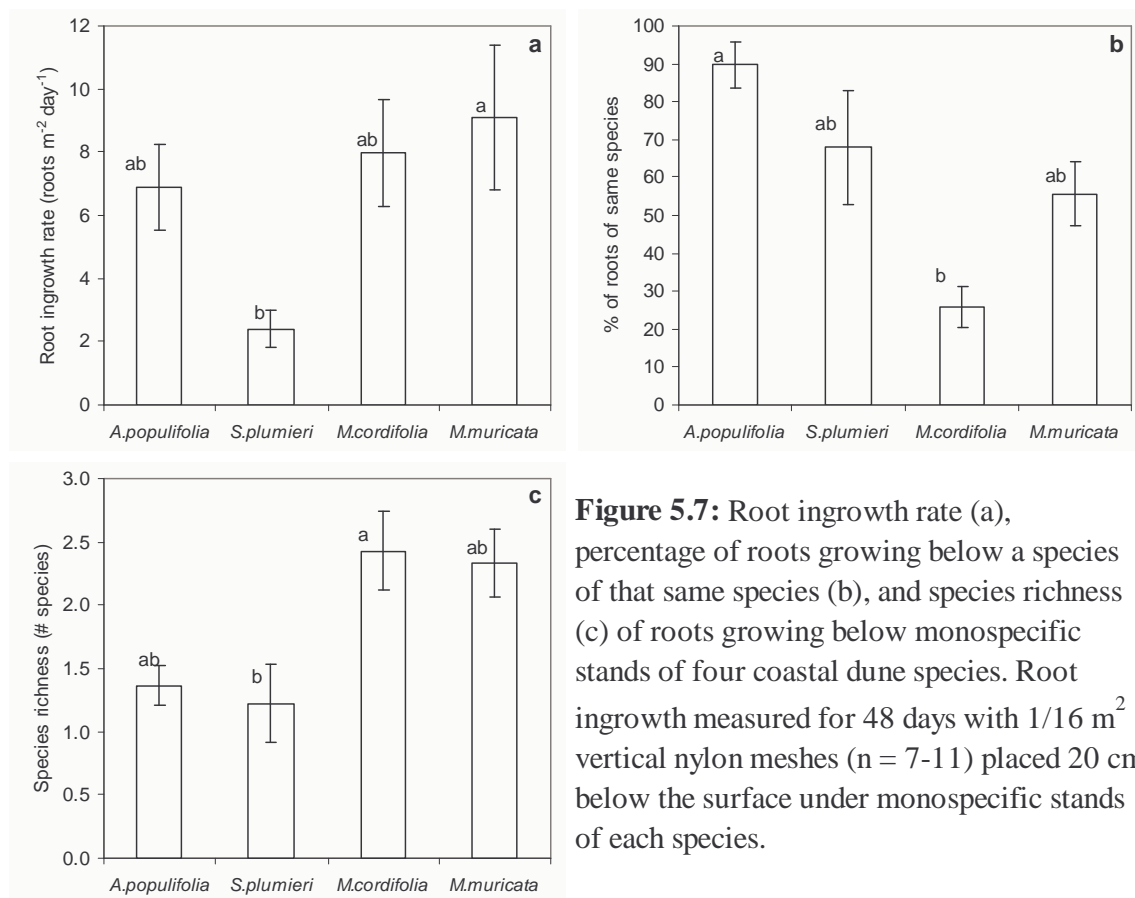 12
10
8
6
4
2
0
Root ingrowth rate (roots m⁻² day⁻¹)
a
ab
b
ab
a
A.populifolia S.plumieri M.cordifolia M.muricata
100
90
80
70
60
50
40
30
20
10
0
% of roots of same species
b
a
ab
b
ab
A.populifolia S.plumieri M.cordifolia M.muricata
3.0
2.5
2.0
1.5
1.0
0.5
0.0
Species richness (# species)
c
ab
b
a
ab
A.populifolia S.plumieri M.cordifolia M.muricata
Figure 5.7: Root ingrowth rate (a),
percentage of roots growing below a species
of that same species (b), and species richness
(c) of roots growing below monospecific
stands of four coastal dune species. Root
ingrowth measured for 48 days with 1/16 m²
vertical nylon meshes (n = 7-11) placed 20 cm
below the surface under monospecific stands
of each species.